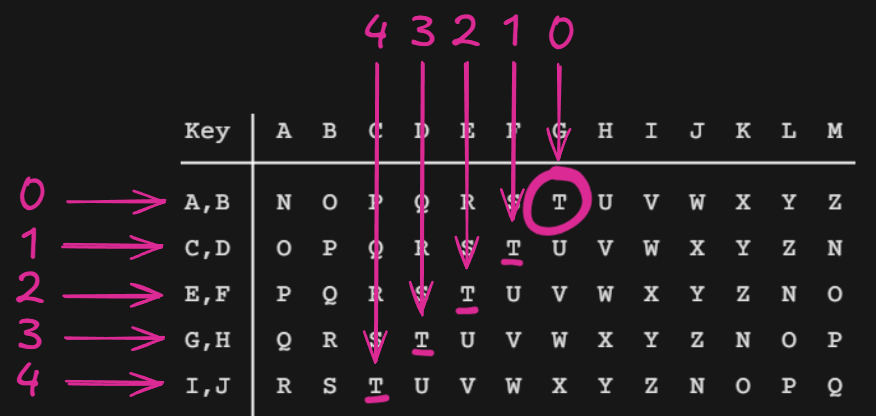 4 3 2 1 0
Key A B C D E F G H I J K L M
0 A,B N O P Q R S T U V W X Y Z
1 C,D O P Q R S T U V W X Y Z N
2 E,F P Q R S T U V W X Y Z N O
3 G,H Q R S T U V W X Y Z N O P
4 I,J R S T U V W X Y Z N O P Q